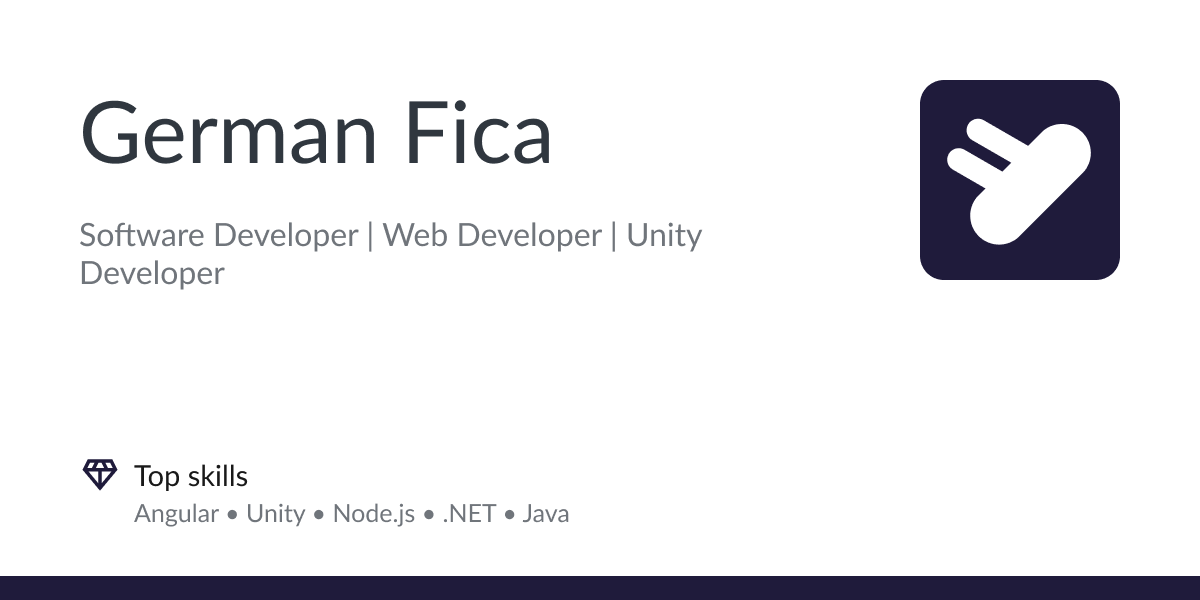 German Fica
Software Developer | Web Developer | Unity
Developer
Top skills
Angular • Unity • Node.js • .NET • Java